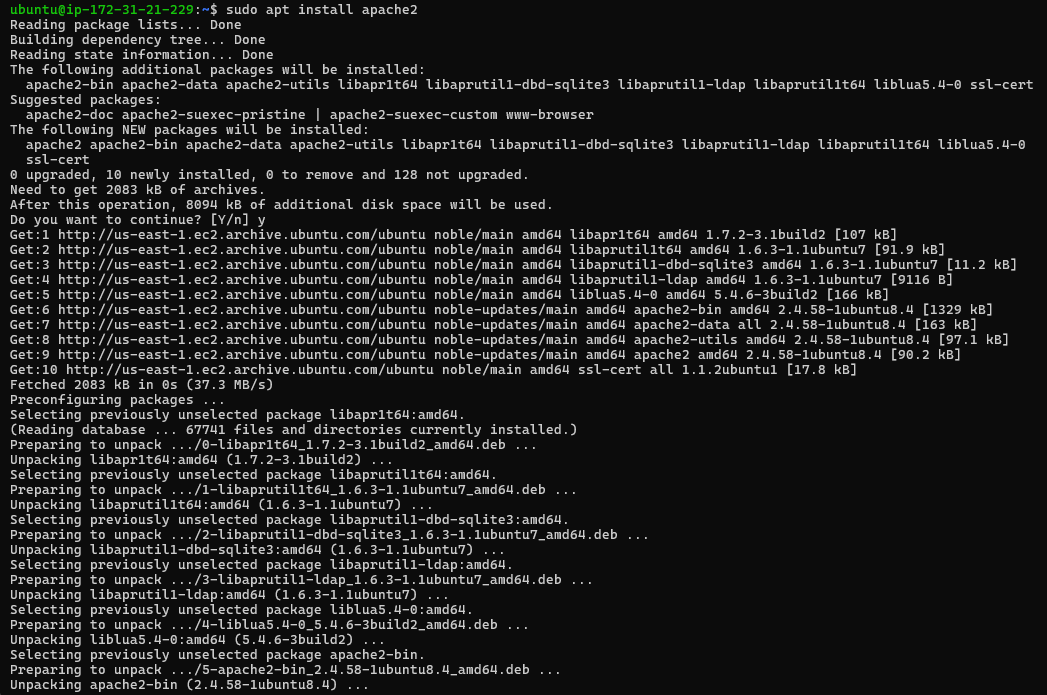 ubuntu@ip-172-31-21-229:~$ sudo apt install apache2
Reading package lists... Done
Building dependency tree... Done
Reading state information... Done
The following additional packages will be installed:
  apache2-bin apache2-data apache2-utils libapr1t64 libaprutil1-dbd-sqlite3 libaprutil1-ldap libaprutil1t64 liblua5.4-0 ssl-cert
Suggested packages:
  apache2-doc apache2-suexec-pristine | apache2-suexec-custom www-browser
The following NEW packages will be installed:
  apache2 apache2-bin apache2-data apache2-utils libapr1t64 libaprutil1-dbd-sqlite3 libaprutil1-ldap libaprutil1t64 liblua5.4-0
  ssl-cert
0 upgraded, 10 newly installed, 0 to remove and 128 not upgraded.
Need to get 2083 kB of archives.
After this operation, 8094 kB of additional disk space will be used.
Do you want to continue? [Y/n] y
Get:1 http://us-east-1.ec2.archive.ubuntu.com/ubuntu noble/main amd64 libapr1t64 amd64 1.7.2-3.1build2 [107 kB]
Get:2 http://us-east-1.ec2.archive.ubuntu.com/ubuntu noble/main amd64 libaprutil1t64 amd64 1.6.3-1.1ubuntu7 [91.9 kB]
Get:3 http://us-east-1.ec2.archive.ubuntu.com/ubuntu noble/main amd64 libaprutil1-dbd-sqlite3 amd64 1.6.3-1.1ubuntu7 [11.2 kB]
Get:4 http://us-east-1.ec2.archive.ubuntu.com/ubuntu noble/main amd64 libaprutil1-ldap amd64 1.6.3-1.1ubuntu7 [9116 B]
Get:5 http://us-east-1.ec2.archive.ubuntu.com/ubuntu noble/main amd64 liblua5.4-0 amd64 5.4.6-3build2 [166 kB]
Get:6 http://us-east-1.ec2.archive.ubuntu.com/ubuntu noble-updates/main amd64 apache2-bin amd64 2.4.58-1ubuntu8.4 [1329 kB]
Get:7 http://us-east-1.ec2.archive.ubuntu.com/ubuntu noble-updates/main amd64 apache2-data all 2.4.58-1ubuntu8.4 [163 kB]
Get:8 http://us-east-1.ec2.archive.ubuntu.com/ubuntu noble-updates/main amd64 apache2-utils amd64 2.4.58-1ubuntu8.4 [97.1 kB]
Get:9 http://us-east-1.ec2.archive.ubuntu.com/ubuntu noble-updates/main amd64 apache2 amd64 2.4.58-1ubuntu8.4 [90.2 kB]
Get:10 http://us-east-1.ec2.archive.ubuntu.com/ubuntu noble/main amd64 ssl-cert all 1.1.2ubuntu1 [17.8 kB]
Fetched 2083 kB in 0s (37.3 MB/s)
Preconfiguring packages ...
Selecting previously unselected package libapr1t64:amd64.
(Reading database ... 67741 files and directories currently installed.)
Preparing to unpack .../0-libapr1t64_1.7.2-3.1build2_amd64.deb ...
Unpacking libapr1t64:amd64 (1.7.2-3.1build2) ...
Selecting previously unselected package libaprutil1t64:amd64.
Preparing to unpack .../1-libaprutil1t64_1.6.3-1.1ubuntu7_amd64.deb ...
Unpacking libaprutil1t64:amd64 (1.6.3-1.1ubuntu7) ...
Selecting previously unselected package libaprutil1-dbd-sqlite3:amd64.
Preparing to unpack .../2-libaprutil1-dbd-sqlite3_1.6.3-1.1ubuntu7_amd64.deb ...
Unpacking libaprutil1-dbd-sqlite3:amd64 (1.6.3-1.1ubuntu7) ...
Selecting previously unselected package libaprutil1-ldap:amd64.
Preparing to unpack .../3-libaprutil1-ldap_1.6.3-1.1ubuntu7_amd64.deb ...
Unpacking libaprutil1-ldap:amd64 (1.6.3-1.1ubuntu7) ...
Selecting previously unselected package liblua5.4-0:amd64.
Preparing to unpack .../4-liblua5.4-0_5.4.6-3build2_amd64.deb ...
Unpacking liblua5.4-0:amd64 (5.4.6-3build2) ...
Selecting previously unselected package apache2-bin.
Preparing to unpack .../5-apache2-bin_2.4.58-1ubuntu8.4_amd64.deb ...
Unpacking apache2-bin (2.4.58-1ubuntu8.4) ...